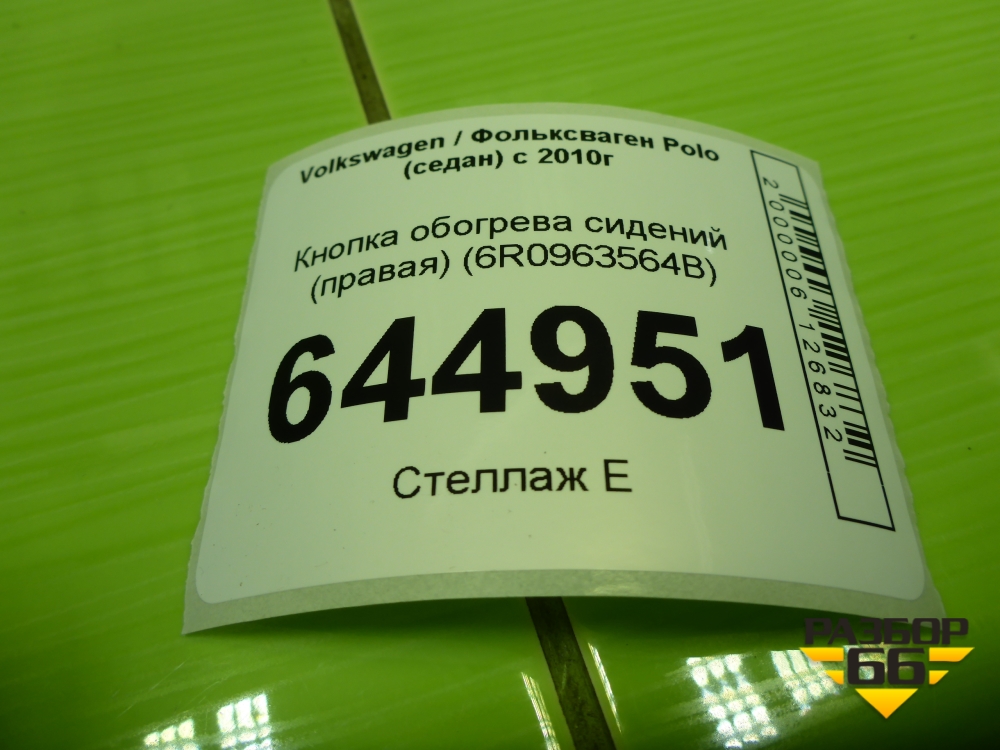 Volkswagen / Фольксваген Polo
(седан) с 2010г
Кнопка обогрева сидений
(правая) (6R0963564B)
644951
Стеллаж Е
2000006126832
РАЗБОР
66